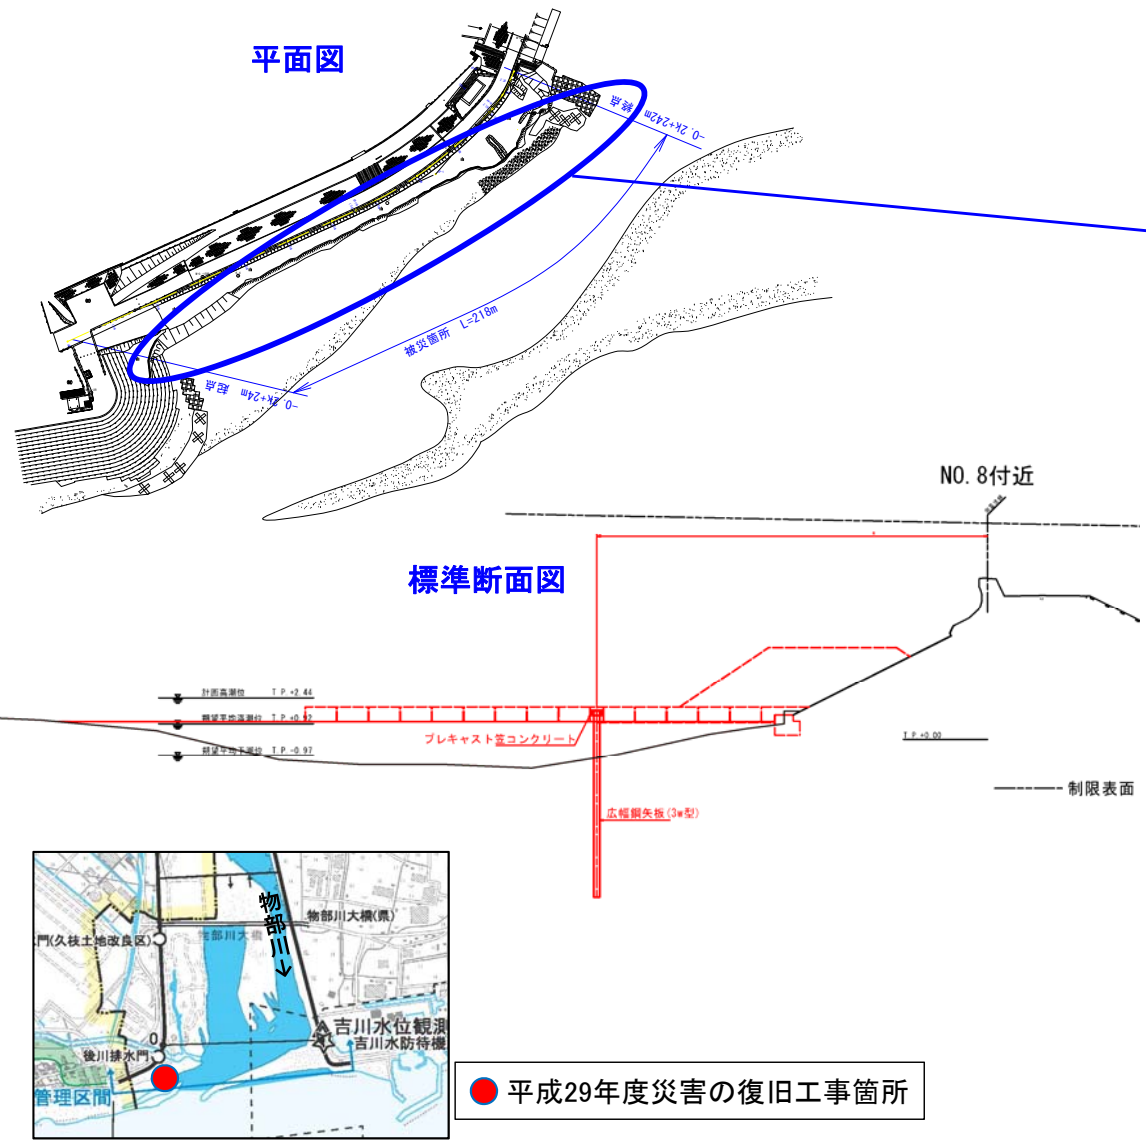 平面図
終点
-0.2k+242m
被災箇所 L=218m
起点
-0.2k+24m
NO.8付近
標準断面図
計画高潮位 T.P.+2.44
朔望平均満潮位 T.P.+0.92
プレキャスト笠コンクリート
朔望平均干潮位 T.P.-0.97
T.P.+0.00
制限表面
広幅鋼矢板(3w型)
物部川↓
物部川大橋(県)
門(久枝土地改良区)
物部川大橋
0
吉川水位観測
吉川水防待機
後川排水門
管理区間
平成29年度災害の復旧工事箇所